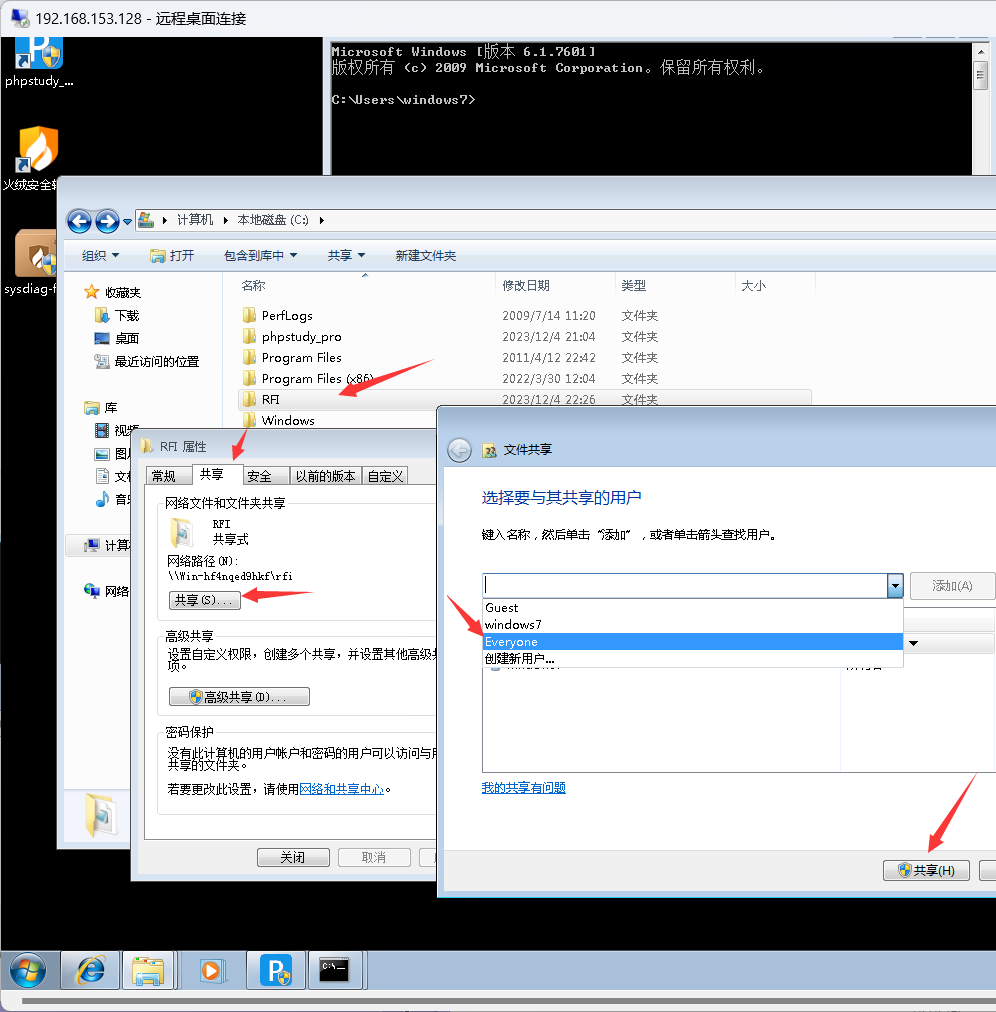 192.168.153.128 - 远程桌面连接
phpstudy_...
Microsoft Windows [版本 6.1.7601]
版权所有 (c) 2009 Microsoft Corporation。保留所有权利。
C:\Users\windows7>
火绒安全
sysdiag-f
计算机 本地磁盘 (C:)
组织 打开 包含到库中 共享 新建文件夹
名称 修改日期 类型 大小
收藏夹
下载
桌面
最近访问的位置
库
视频
图
文
音
计算
网络
PerfLogs 2009/7/14 11:20 文件夹
phpstudy_pro 2023/12/4 21:04 文件夹
Program Files 2011/4/12 22:42 文件夹
Program Files (x86) 2022/3/30 12:04 文件夹
RFI 2023/12/4 22:26 文件夹
Windows
RFI 属性
常规 共享 安全 以前的版本 自定义
网络文件和文件夹共享
RFI
共享式
网络路径(N):
\\Win-hf4nqed9hkf\rfi
共享(S)...
高级共享
设置自定义权限，创建多个共享，并设置其他高级共
项。
高级共享(D)...
密码保护
没有此计算机的用户帐户和密码的用户可以访问与
共享的文件夹。
若要更改此设置，请使用网络和共享中心。
关闭 取消
文件共享
选择要与其共享的用户
键入名称，然后单击“添加”，或者单击箭头查找用户。
添加(A)
Guest
windows7
Everyone
创建新用户...
我的共享有问题
共享(H)